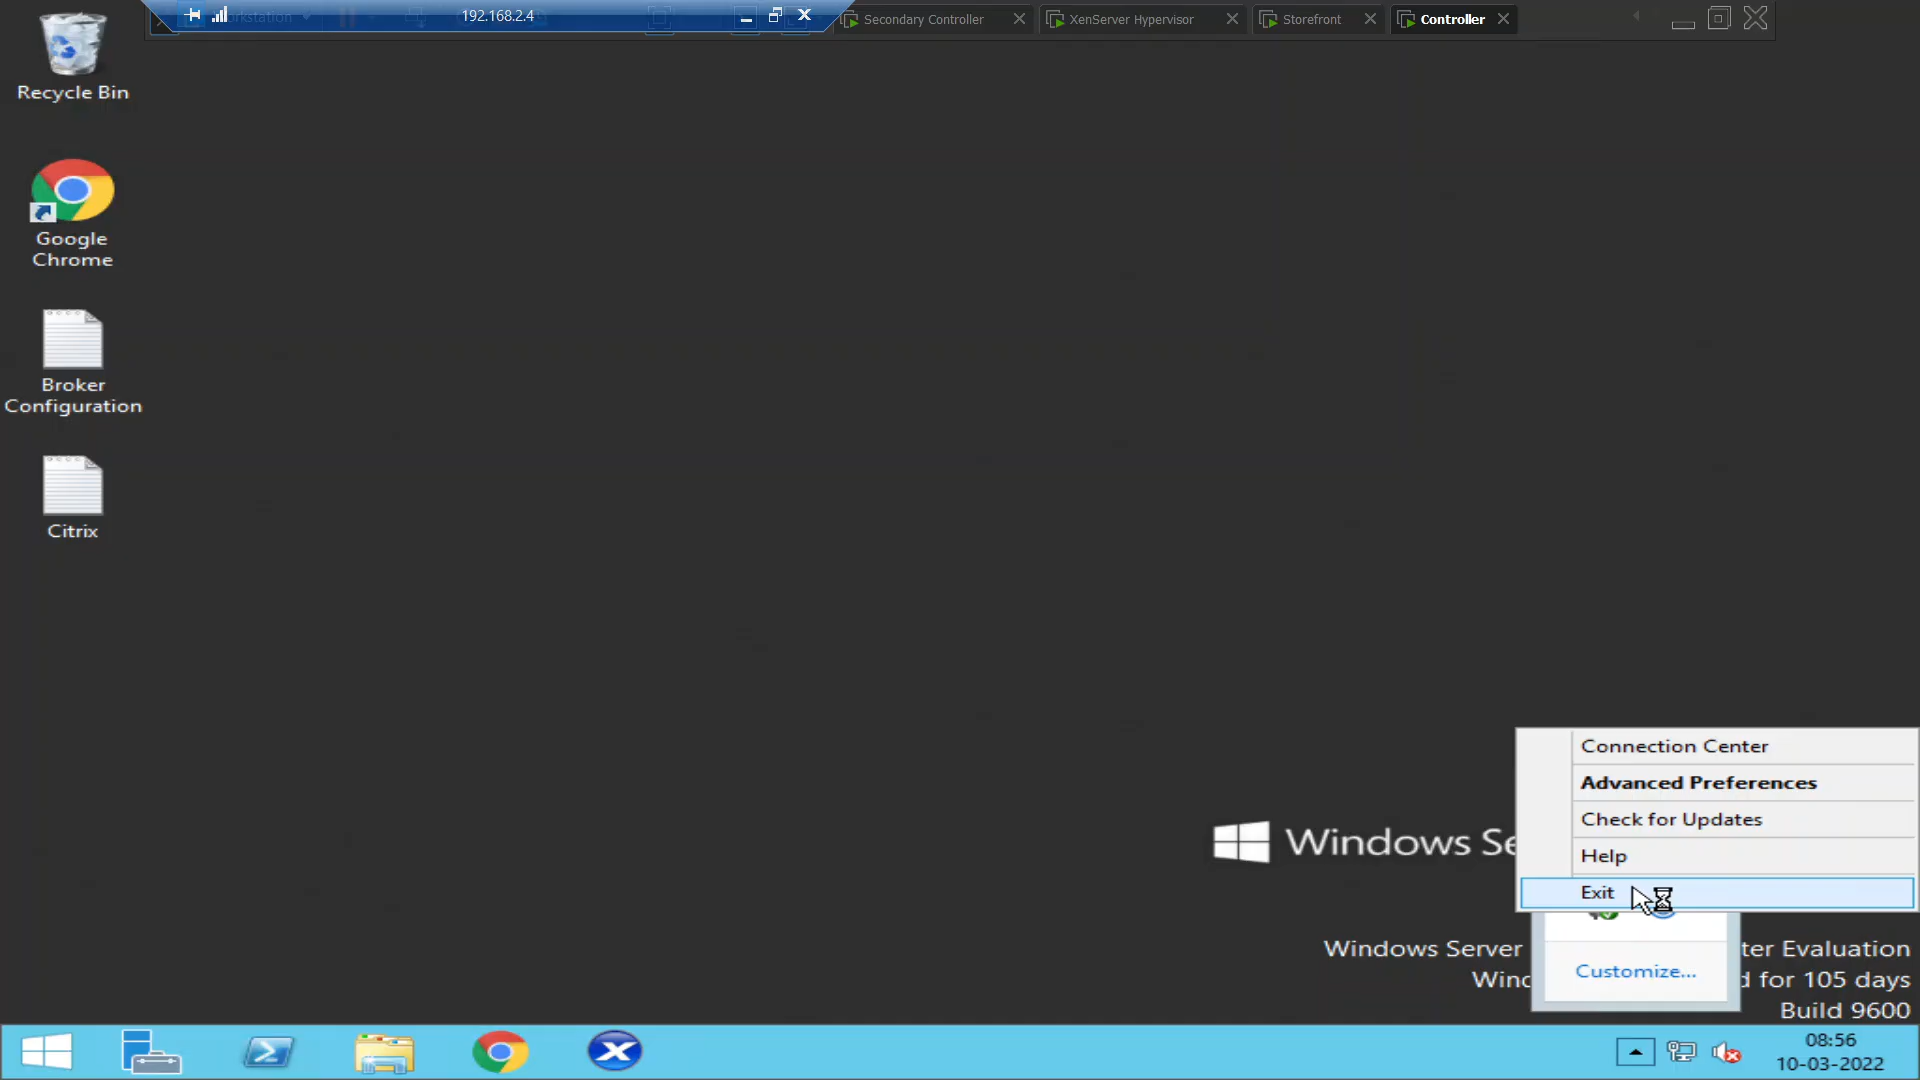 192.168.2.4
Secondary Controller
XenServer Hypervisor
Storefront
Controller
Recycle Bin
Google
Chrome
Broker
Configuration
Citrix
Connection Center
Advanced Preferences
Check for Updates
Help
Exit
Customize...
Windows Se
Windows Server
ter Evaluation
Wind
d for 105 days
Build 9600
08:56
10-03-2022